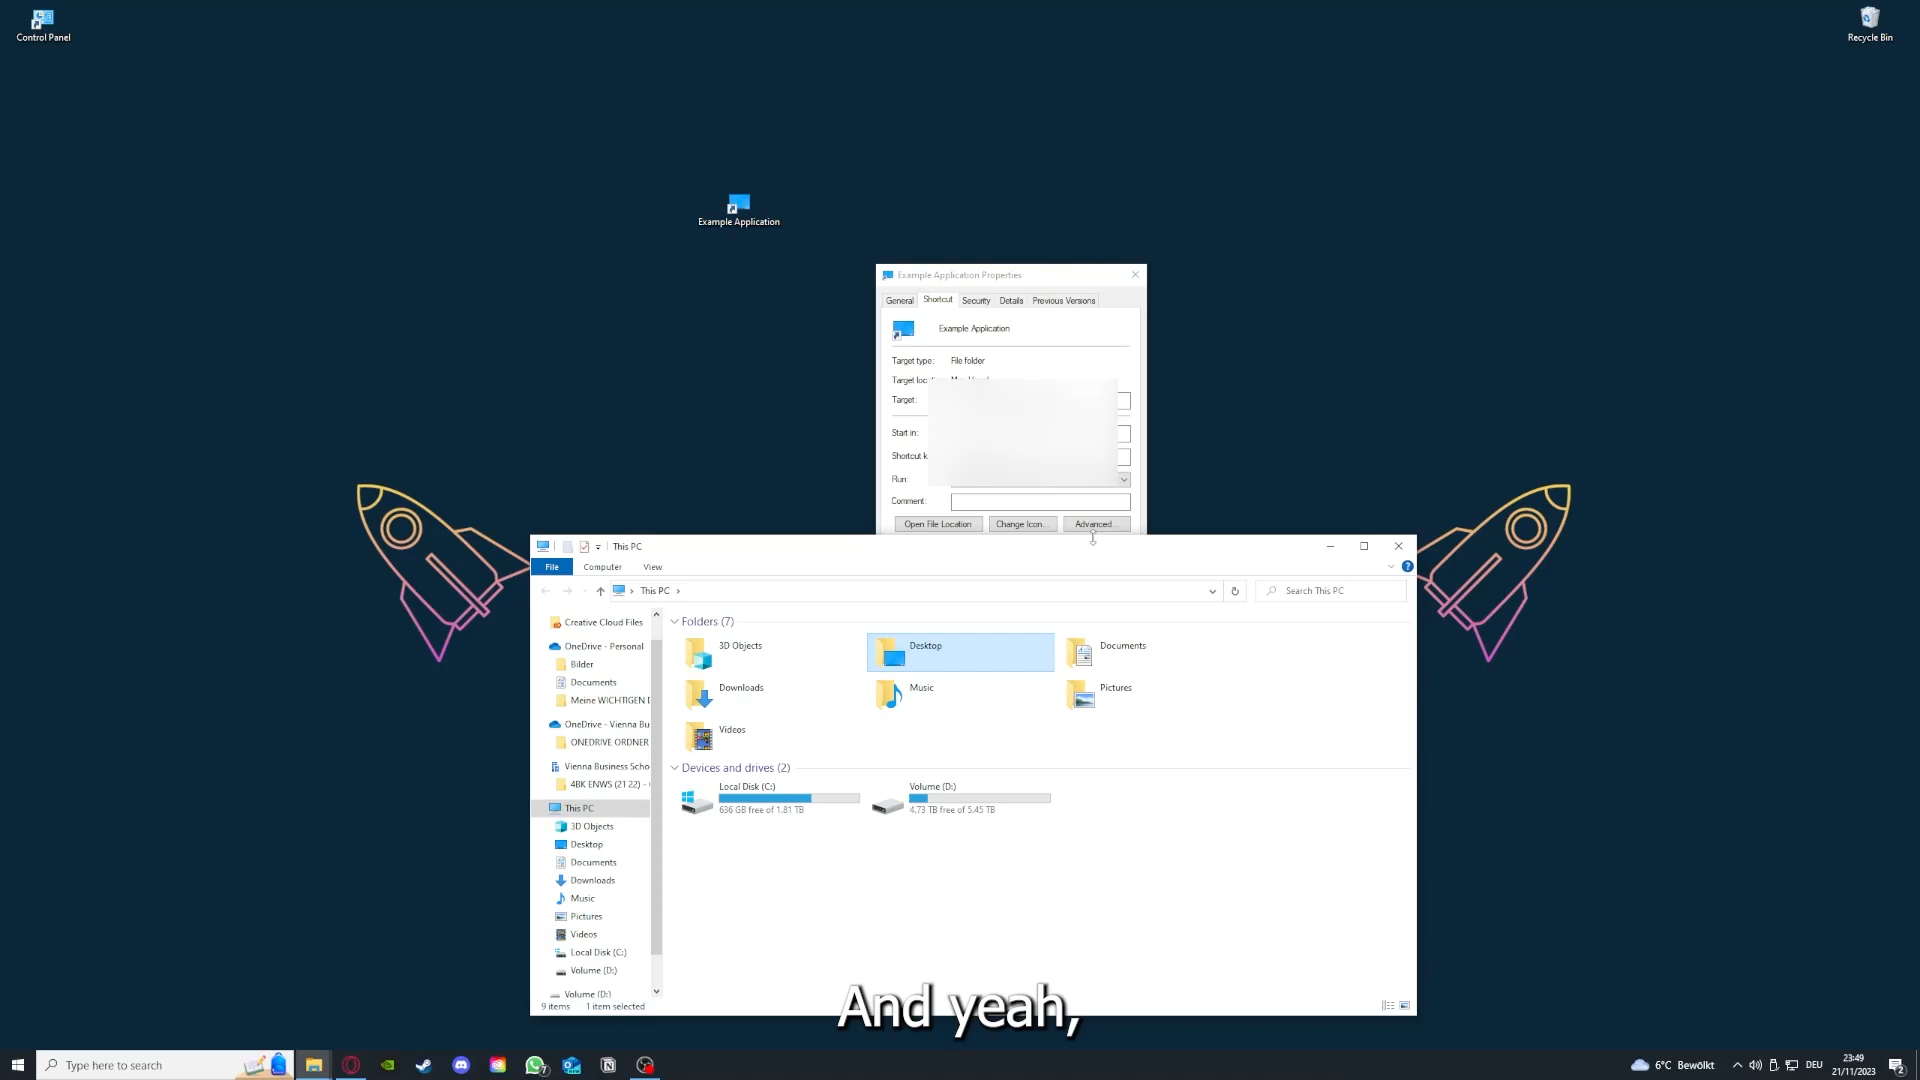 Control Panel
Recycle Bin
Example Application
Example Application Properties
General Shortcut Security Details Previous Versions
Example Application
Target type: File folder
Target:
Start in:
Run:
Comment:
Open File Location Change Icon... Advanced...
This PC
File Computer View
This PC
Search This PC
Creative Cloud Files
OneDrive - Personal
Bilder
Documents
Meine WICHTIGEN
OneDrive - Vienna Bu
ONEDRIVE ORDNER
Vienna Business Scho
4BK ENWS (21 22) -
This PC
3D Objects
Desktop
Documents
Downloads
Music
Pictures
Videos
Local Disk (C:)
Volume (D:)
Volume (D:)
Folders (7)
3D Objects
Desktop
Documents
Downloads
Music
Pictures
Videos
Devices and drives (2)
Local Disk (C:)
636 GB free of 1.81 TB
Volume (D:)
4.73 TB free of 5.45 TB
9 items 1 item selected
And yeah,
Type here to search
7
6°C Bewölkt
DEU
23:49
21/11/2023
2